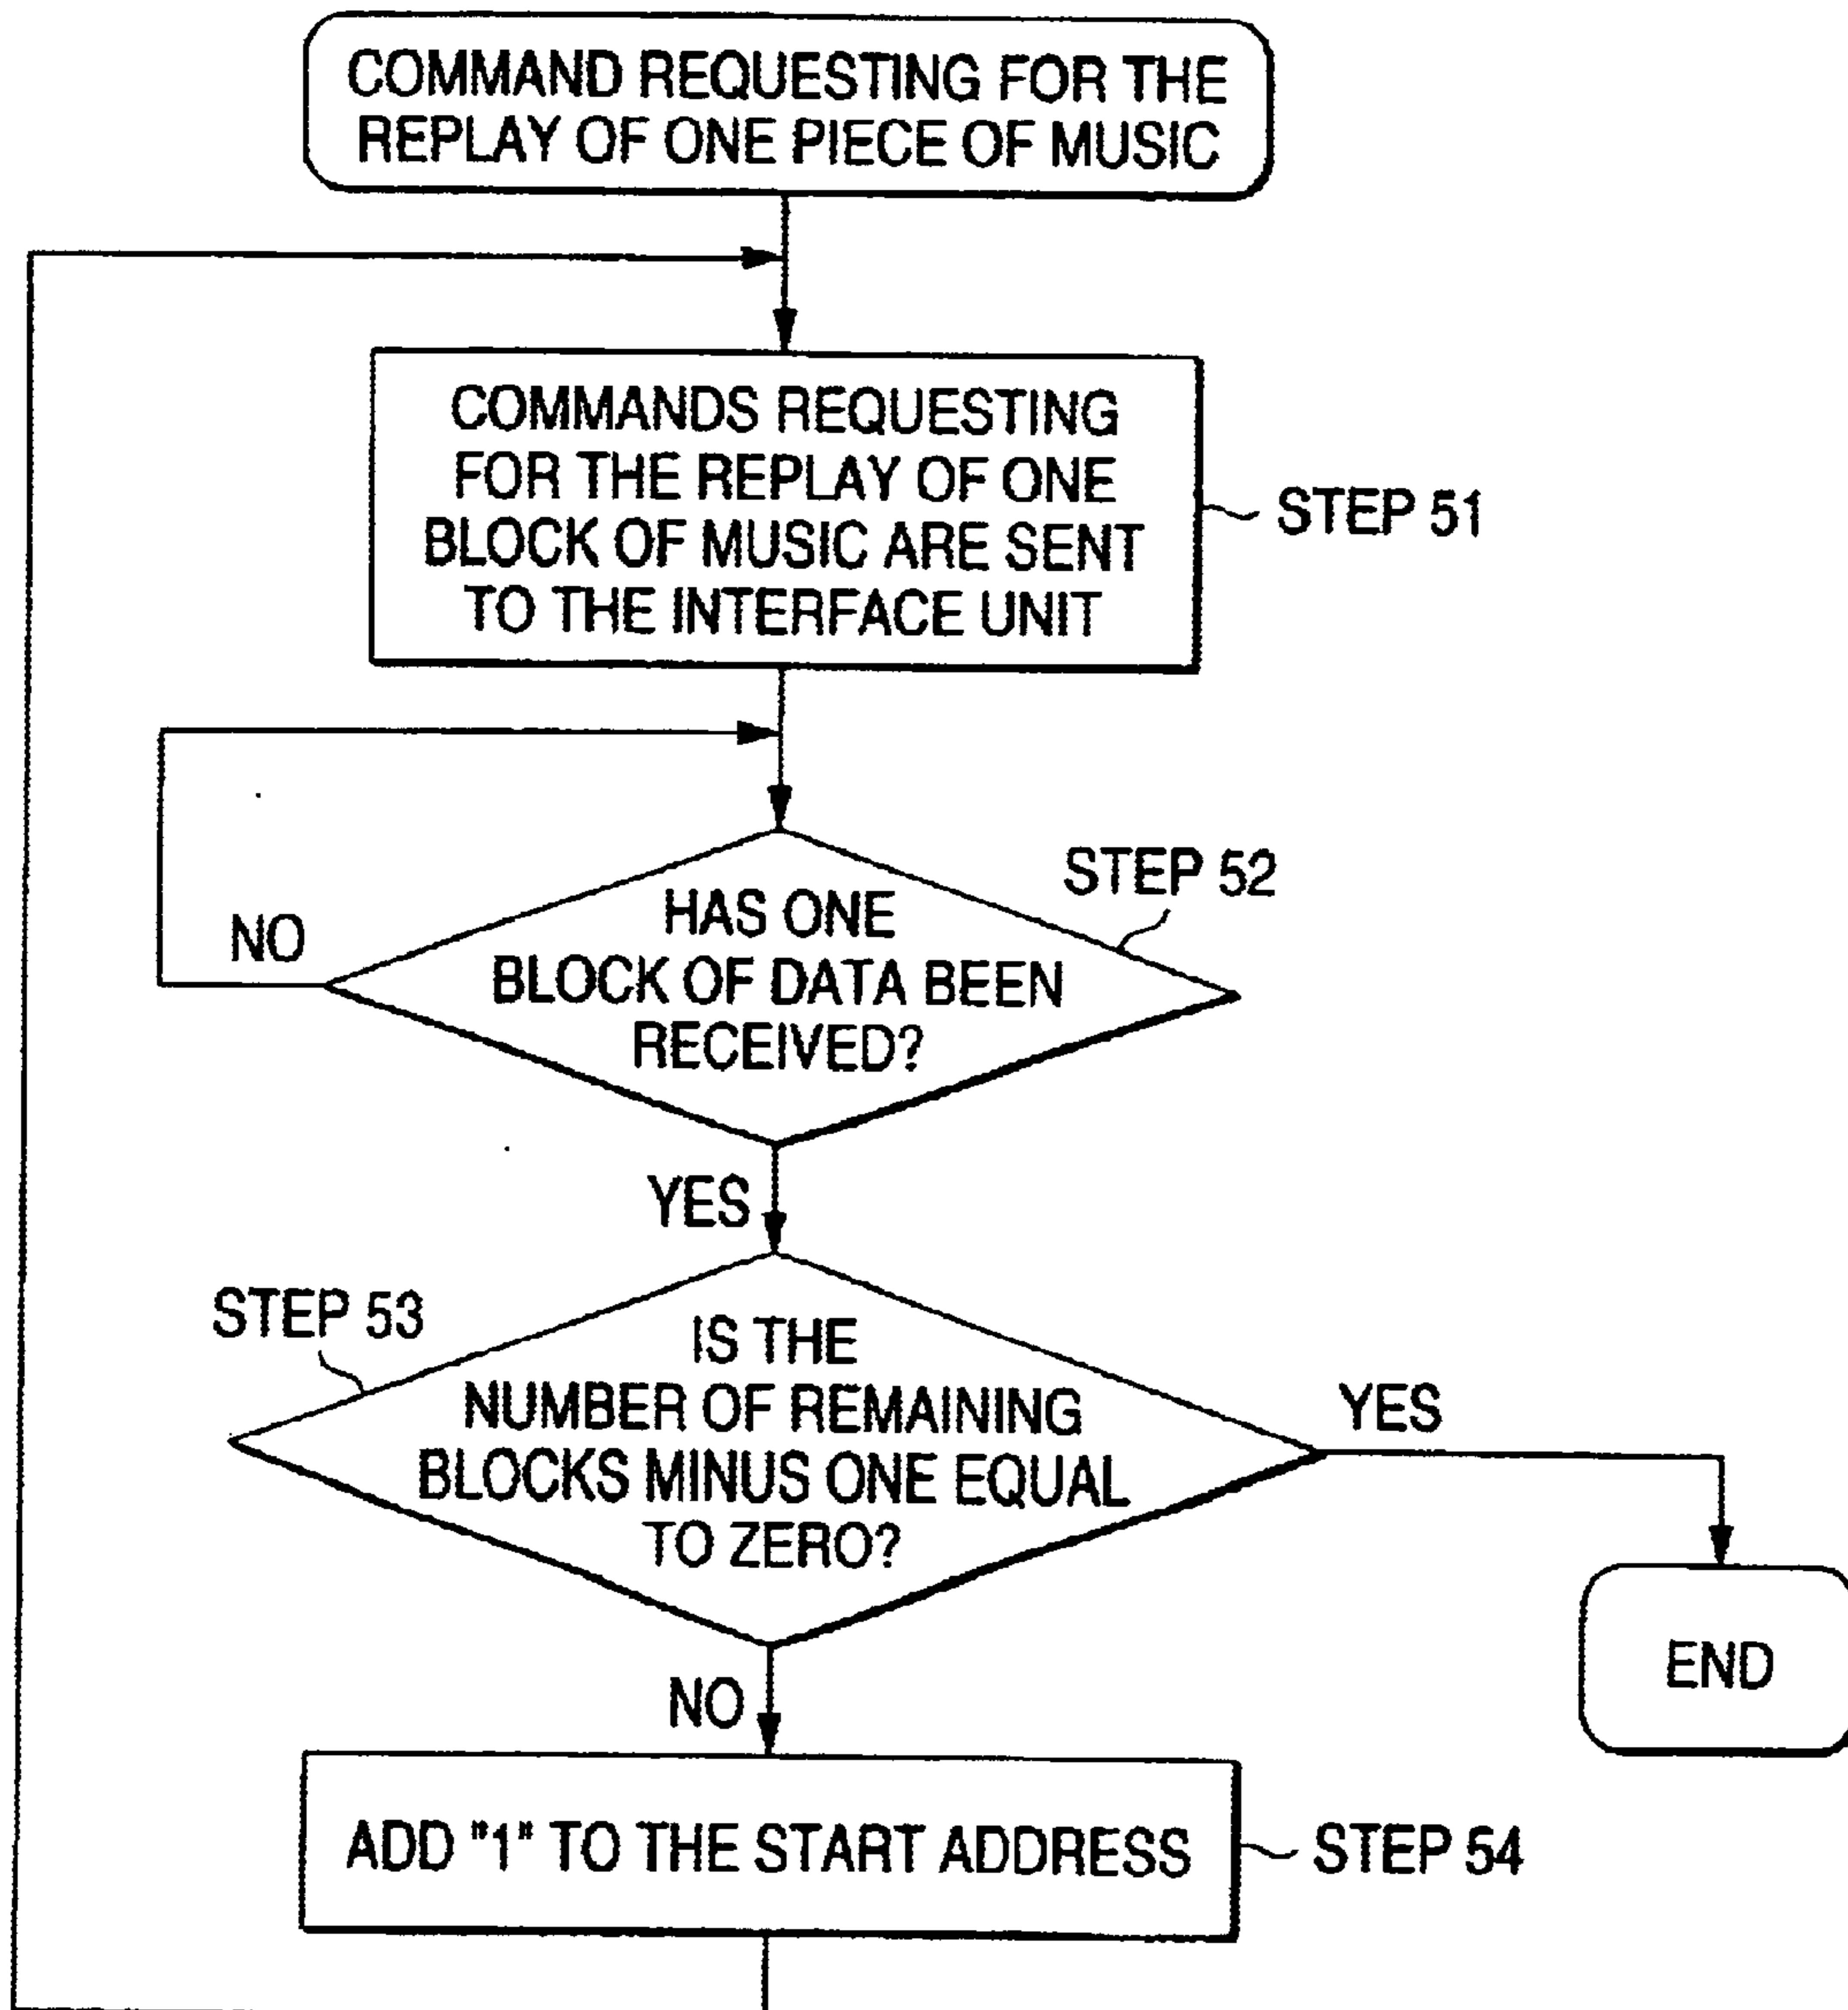 COMMAND REQUESTING FOR THE
REPLAY OF ONE PIECE OF MUSIC
COMMANDS REQUESTING
FOR THE REPLAY OF ONE
BLOCK OF MUSIC ARE SENT
TO THE INTERFACE UNIT
STEP 51
STEP 52
HAS ONE
BLOCK OF DATA BEEN
RECEIVED?
NO
YES
STEP 53
IS THE
NUMBER OF REMAINING
BLOCKS MINUS ONE EQUAL
TO ZERO?
YES
END
NO
ADD "1" TO THE START ADDRESS
STEP 54